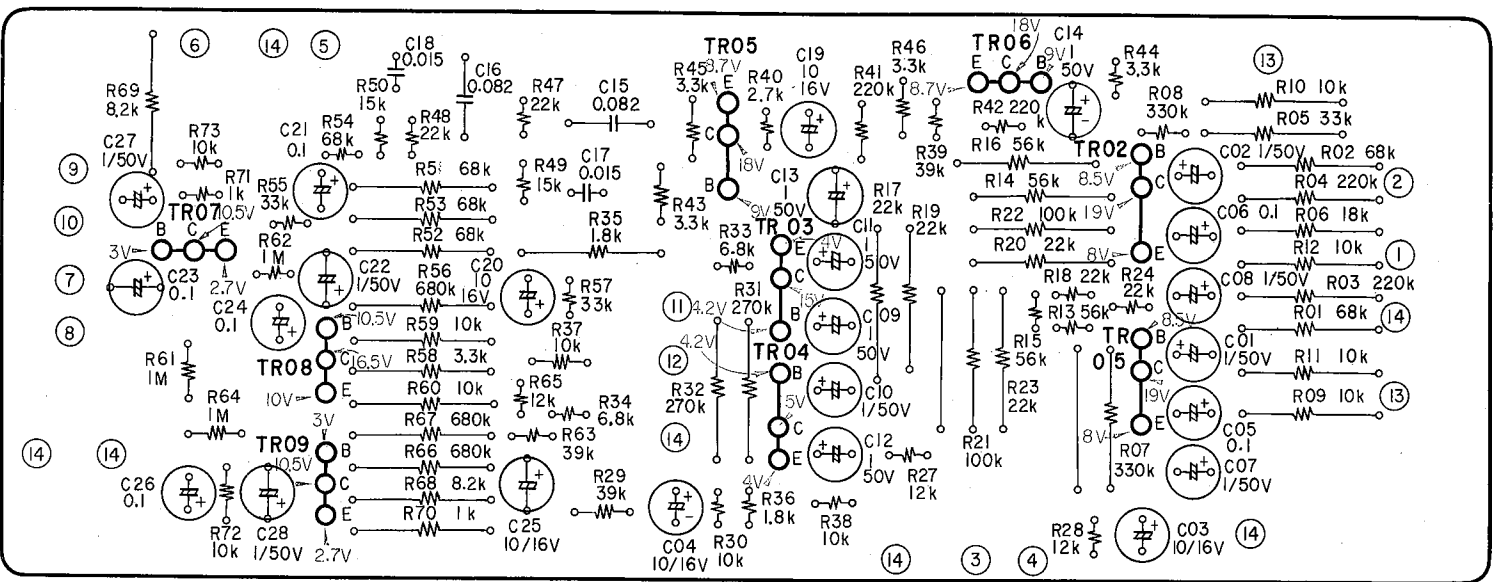 6 14 5
R69
8.2k
C27
1/50V
R73
10k
R71
1k
9
10
7
8
TR07
B C E
10.5V
3V
2.7V
C23
0.1
C21
0.1
R54
68k
R50
15k
C18
0.015
R48
22k
C16
0.082
R47
22k
C15
0.082
R55
33k
R51 68k
R53 68k
R52 68k
R49
15k
C17
0.015
R35
1.8k
R62
1M
C22
1/50V
C24
0.1
R56
680k
C20
10
16V
R57
33k
R59 10k
R58 3.3k
R60 10k
R37
10k
TR08
B
C
E
10.5V
6.5V
10V
R61
1M
R64
1M
R65
12k
R34
6.8k
R67 680k
R63
39k
R66 680k
R68 8.2k
R70 1k
TR09
B
C
E
3V
10.5V
2.7V
14 14
C26
0.1
R72
10k
C28
1/50V
C25
10/16V
R29
39k
C04
10/16V
R30
10k
R36
1.8k
R38
10k
TR05
E
C
B
8.7V
18V
9V
R45
3.3k
R40
2.7k
C19
10
16V
R41
220k
R46
3.3k
R39
39k
R43
3.3k
C13
1
50V
R17
22k
R19
22k
R33
6.8k
TR03
E
C
B
4V
15V
4.2V
C11
1
50V
R31
270k
11
C09
1
50V
4.2V
12
TR04
B
C
E
5V
4V
R32
270k
14
C10
1/50V
C12
1
50V
R27
12k
TR06
E C B
18V
9V
8.7V
C14
1
50V
R44
3.3k
R42 220
k
R08
330k
13
R10 10k
R05 33k
R16 56k
R14 56k
R22 100k
R20 22k
TR02
B
C
E
8.5V
19V
8V
C02 1/50V
R02 68k
R04 220k
2
C06 0.1
R06 18k
R12 10k
1
R18 22k
R24
22k
C08 1/50V
R03 220k
R13 56k
R01 68k
14
R15
56k
TR
05
B
C
E
8.5V
19V
8V
C01
1/50V
R11 10k
R09 10k
13
R23
22k
R21
100k
R07
330k
C05
0.1
C07
1/50V
R28
12k
C03
10/16V
14
14 3 4